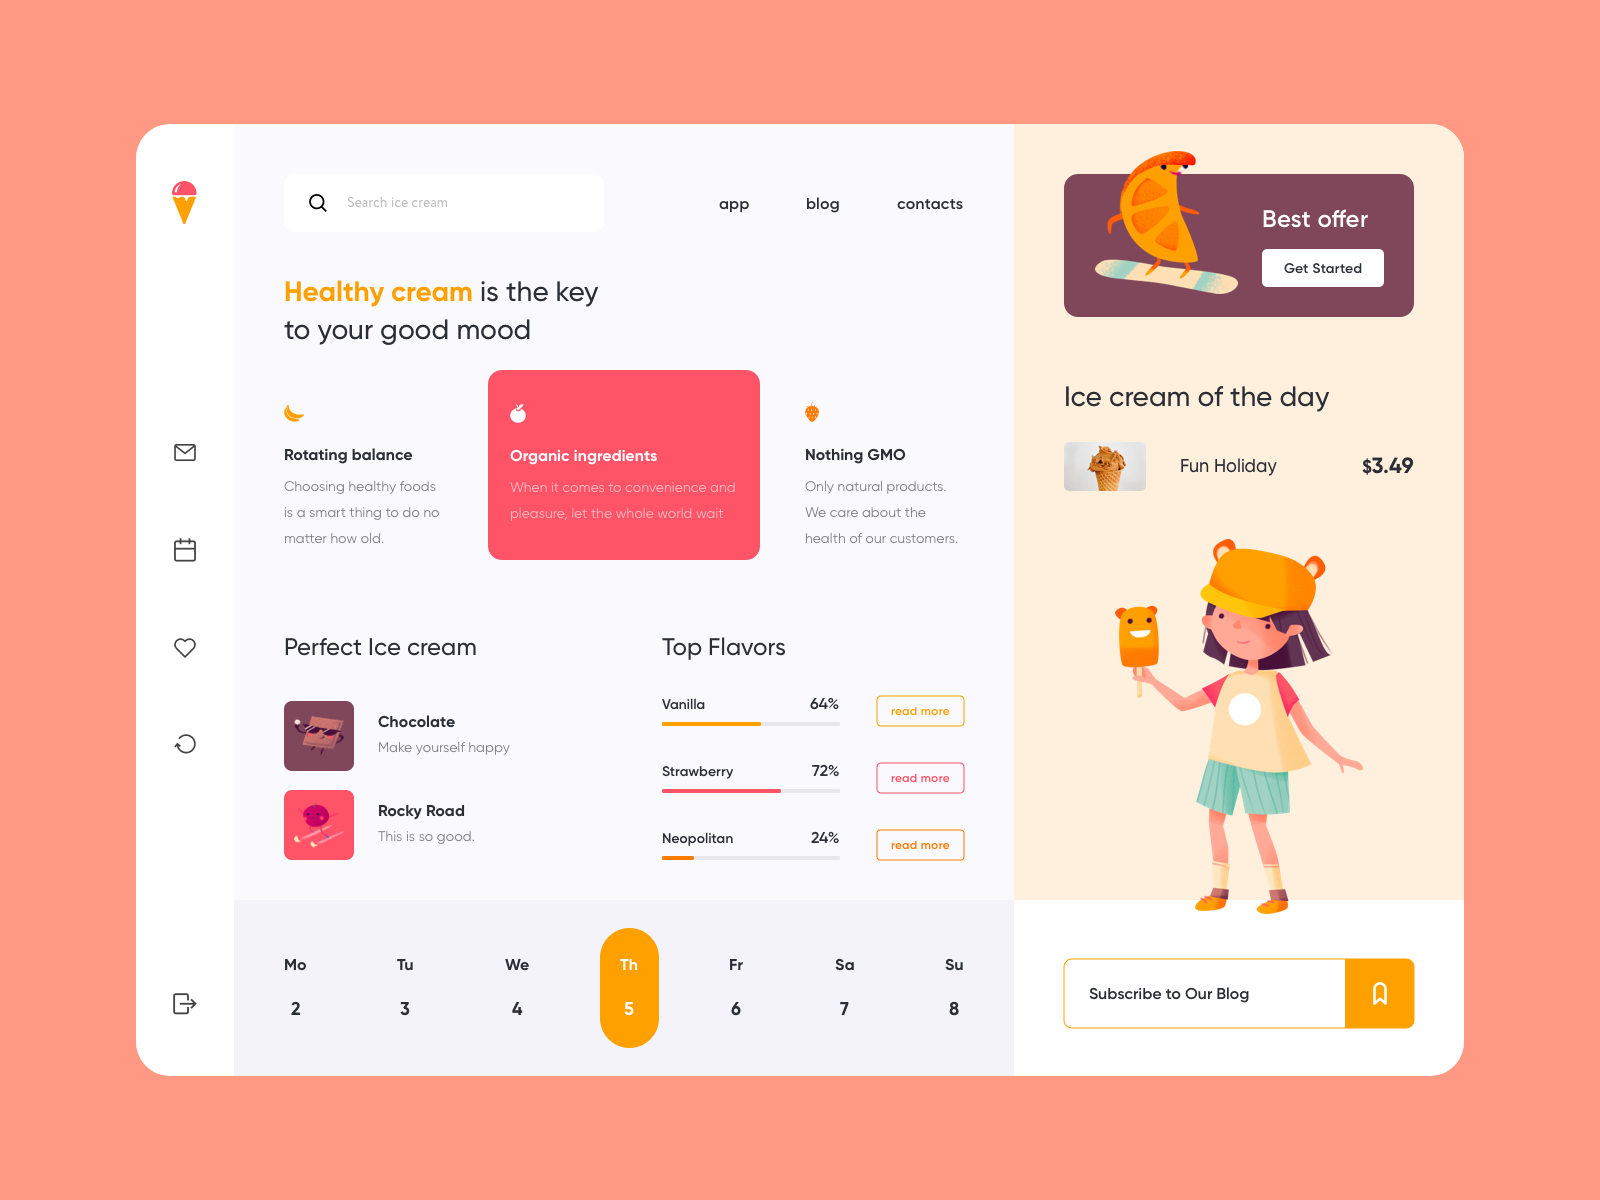 Search ice cream
app
blog
contacts
Healthy cream is the key
to your good mood
Rotating balance
Choosing healthy foods
is a smart thing to do no
matter how old.
Organic ingredients
When it comes to convenience and
pleasure, let the whole world wait
Nothing GMO
Only natural products.
We care about the
health of our customers.
Perfect Ice cream
Chocolate
Make yourself happy
Rocky Road
This is so good.
Top Flavors
Vanilla 64%
read more
Strawberry 72%
read more
Neopolitan 24%
read more
Mo Tu We Th Fr Sa Su
2 3 4 5 6 7 8
Best offer
Get Started
Ice cream of the day
Fun Holiday $3.49
Subscribe to Our Blog